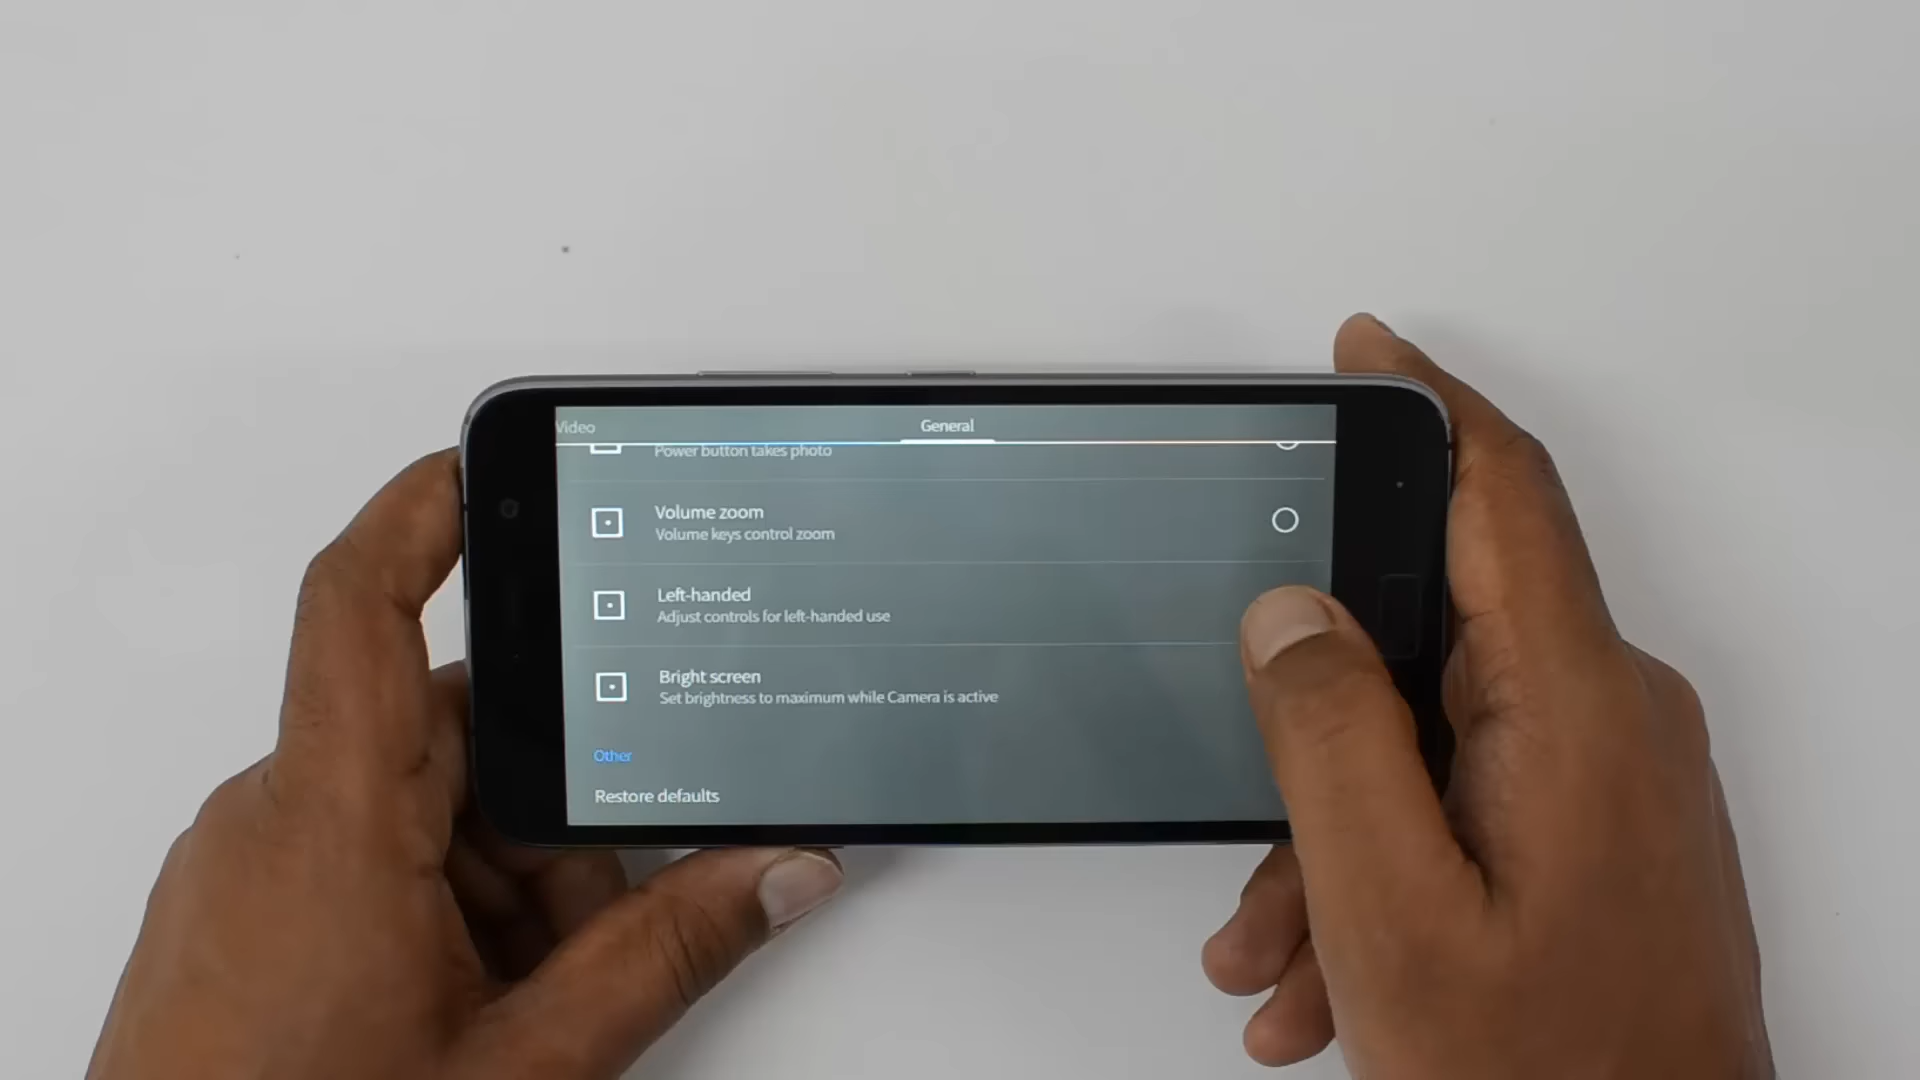 Video
General
Power button takes photo
Volume zoom
Volume keys control zoom
Left-handed
Adjust controls for left-handed use
Bright screen
Set brightness to maximum while Camera is active
Other
Restore defaults